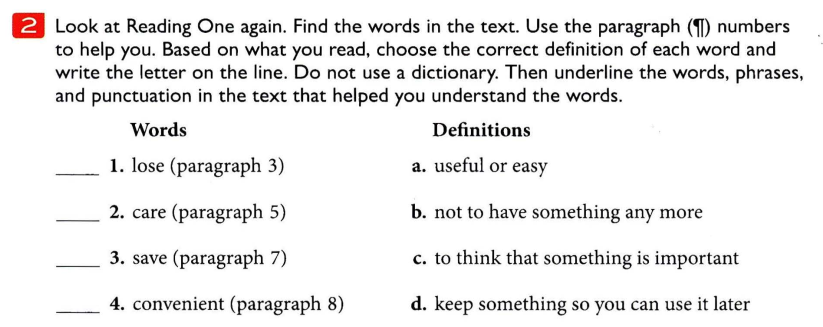 2 Look at Reading One again. Find the words in the text. Use the paragraph (¶) numbers
to help you. Based on what you read, choose the correct definition of each word and
write the letter on the line. Do not use a dictionary. Then underline the words, phrases,
and punctuation in the text that helped you understand the words.
Words Definitions
____ 1. lose (paragraph 3) a. useful or easy
____ 2. care (paragraph 5) b. not to have something any more
____ 3. save (paragraph 7) c. to think that something is important
____ 4. convenient (paragraph 8) d. keep something so you can use it later